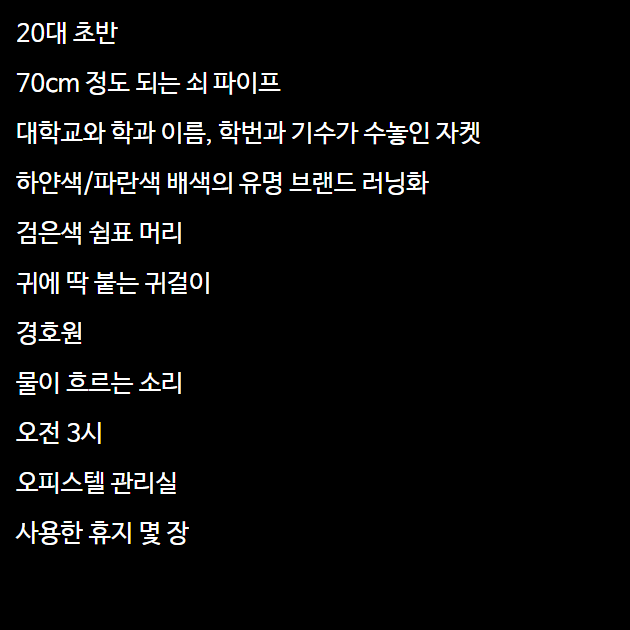 20대 초반
70cm 정도 되는 쇠 파이프
대학교와 학과 이름, 학번과 기수가 수놓인 자켓
하얀색/파란색 배색의 유명 브랜드 러닝화
검은색 쉼표 머리
귀에 딱 붙는 귀걸이
경호원
물이 흐르는 소리
오전 3시
오피스텔 관리실
사용한 휴지 몇 장